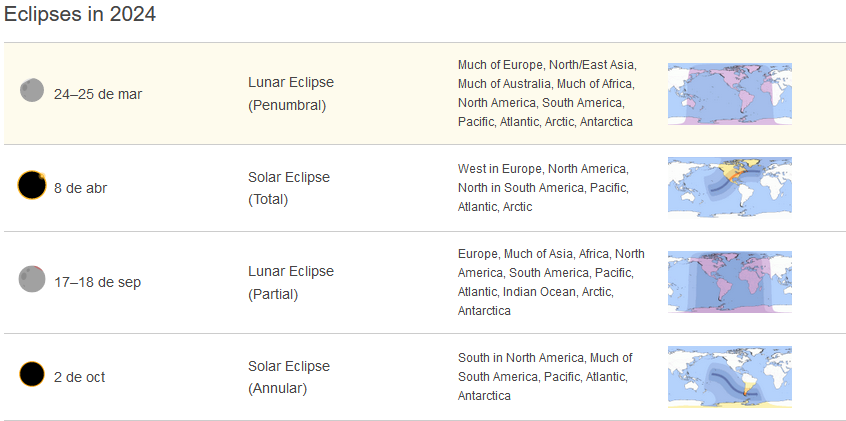 Eclipses in 2024
24–25 de mar
Lunar Eclipse
(Penumbral)
Much of Europe, North/East Asia,
Much of Australia, Much of Africa,
North America, South America,
Pacific, Atlantic, Arctic, Antarctica
8 de abr
Solar Eclipse
(Total)
West in Europe, North America,
North in South America, Pacific,
Atlantic, Arctic
17–18 de sep
Lunar Eclipse
(Partial)
Europe, Much of Asia, Africa, North
America, South America, Pacific,
Atlantic, Indian Ocean, Arctic,
Antarctica
2 de oct
Solar Eclipse
(Annular)
South in North America, Much of
South America, Pacific, Atlantic,
Antarctica